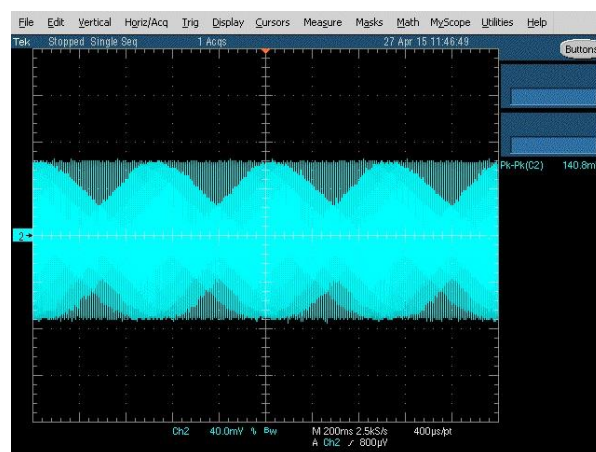 File Edit Vertical Horiz/Acq Trig Display Cursors Measure Masks Math MyScope Utilities Help
Tek Stopped Single Seq 1 Acqs 27 Apr 15 11:46:49 Buttons
Pk-Pk(C2) 140.8m
2
Ch2 40.0mV Bw M 200ms 2.5kS/s 400µs/pt
A Ch2 / 800µV